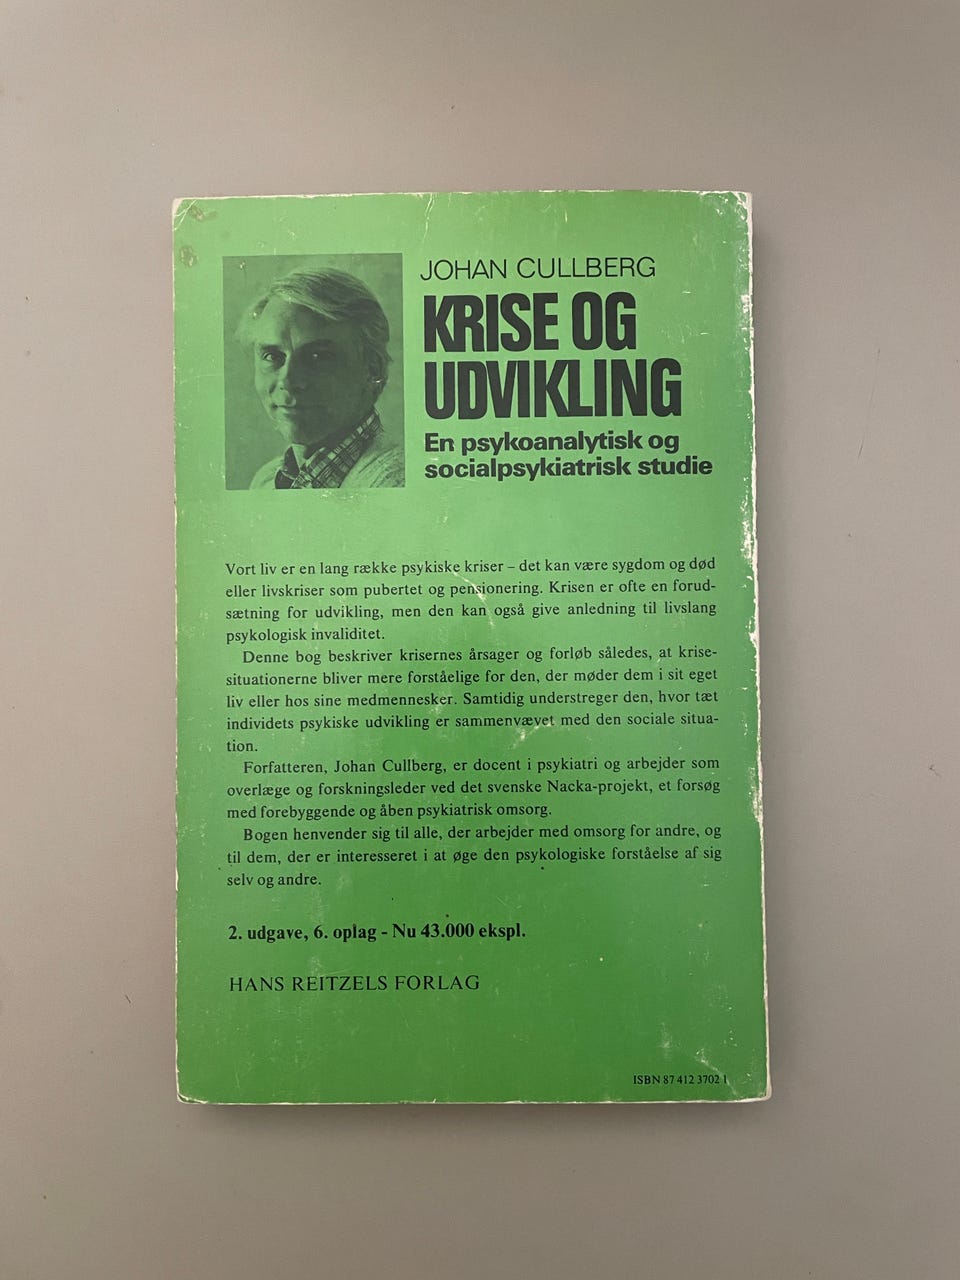 JOHAN CULLBERG
KRISE OG
UDVIKLING
En psykoanalytisk og
socialpsykiatrisk studie
Vort liv er en lang række psykiske kriser – det kan være sygdom og død
eller livskriser som pubertet og pensionering. Krisen er ofte en forud-
sætning for udvikling, men den kan også give anledning til livslang
psykologisk invaliditet.
Denne bog beskriver krisernes årsager og forløb således, at krise-
situationerne bliver mere forståelige for den, der møder dem i sit eget
liv eller hos sine medmennesker. Samtidig understreger den, hvor tæt
individets psykiske udvikling er sammenvævet med den sociale situa-
tion.
Forfatteren, Johan Cullberg, er docent i psykiatri og arbejder som
overlæge og forskningsleder ved det svenske Nacka-projekt, et forsøg
med forebyggende og åben psykiatrisk omsorg.
Bogen henvender sig til alle, der arbejder med omsorg for andre, og
til dem, der er interesseret i at øge den psykologiske forståelse af sig
selv og andre.
2. udgave, 6. oplag - Nu 43.000 ekspl.
HANS REITZELS FORLAG
ISBN 87 412 3702 1